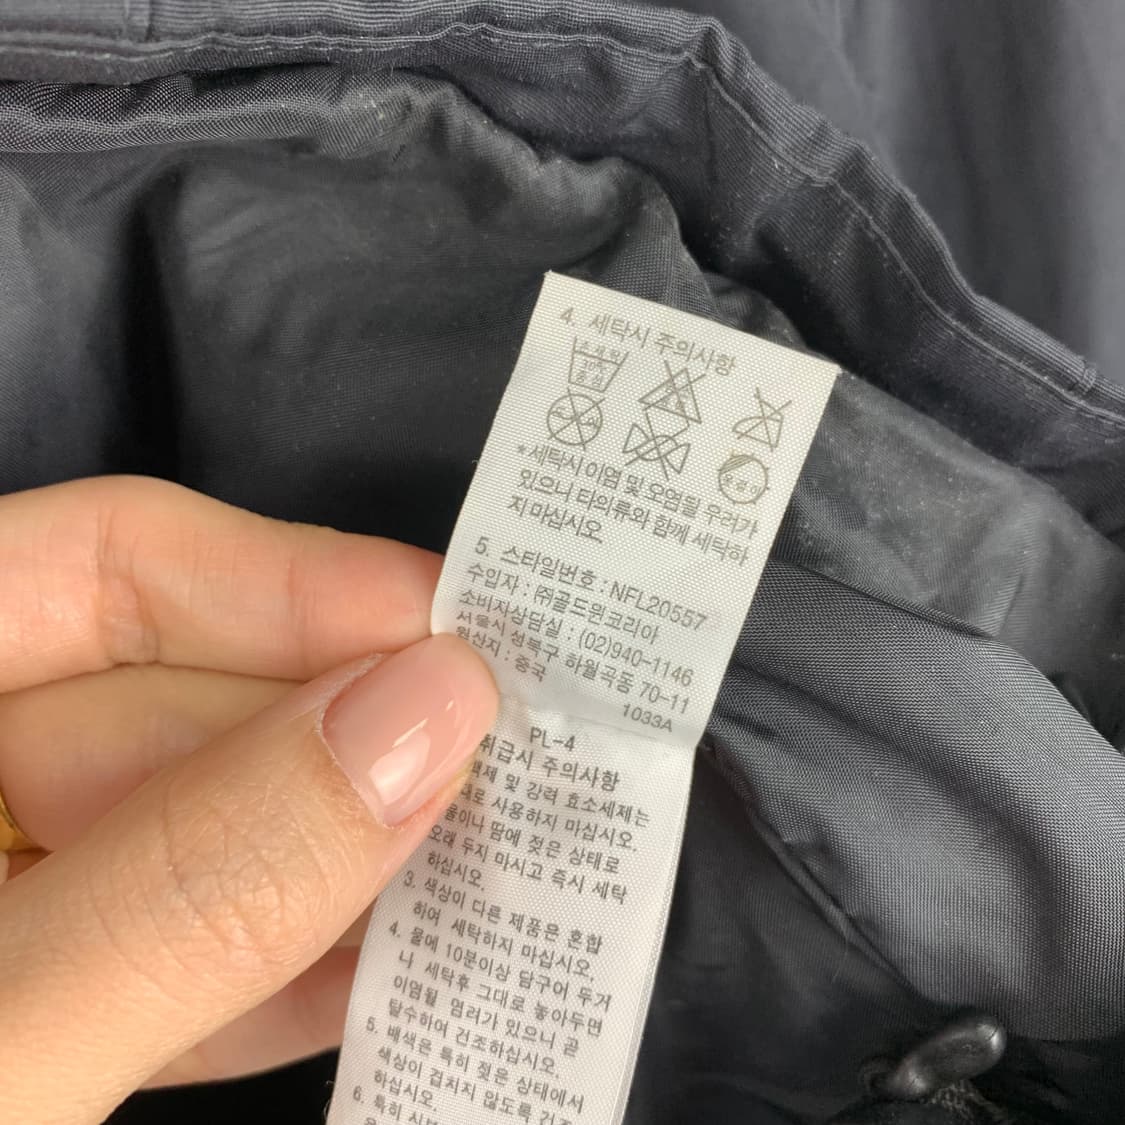 4. 세탁시 주의사항
*세탁시 이염 및 오염될 우려가
있으니 타의류와 함께 세탁하
지 마십시오
5. 스타일번호 : NFL20557
수입자 : ㈜골드윈코리아
소비자상담실 : (02)940-1146
서울시 성북구 하월곡동 70-11
원산지 : 중국
1033A
PL-4
취급시 주의사항
및 강력 효소세제는
사용하지 마십시오.
땀에 젖은 상태로
오래 두지 마시고 즉시 세탁
하십시오.
3. 색상이 다른 제품은 혼합
하여 세탁하지 마십시오.
4. 물에 10분이상 담구어 두거
나 세탁후 그대로 놓아두면
이염될 염려가 있으니 곧
탈수하여 건조하십시오.
5. 배색은 특히 젖은 상태에서
색상이 겹치지 않도록 건조
하십시오.
6. 특히